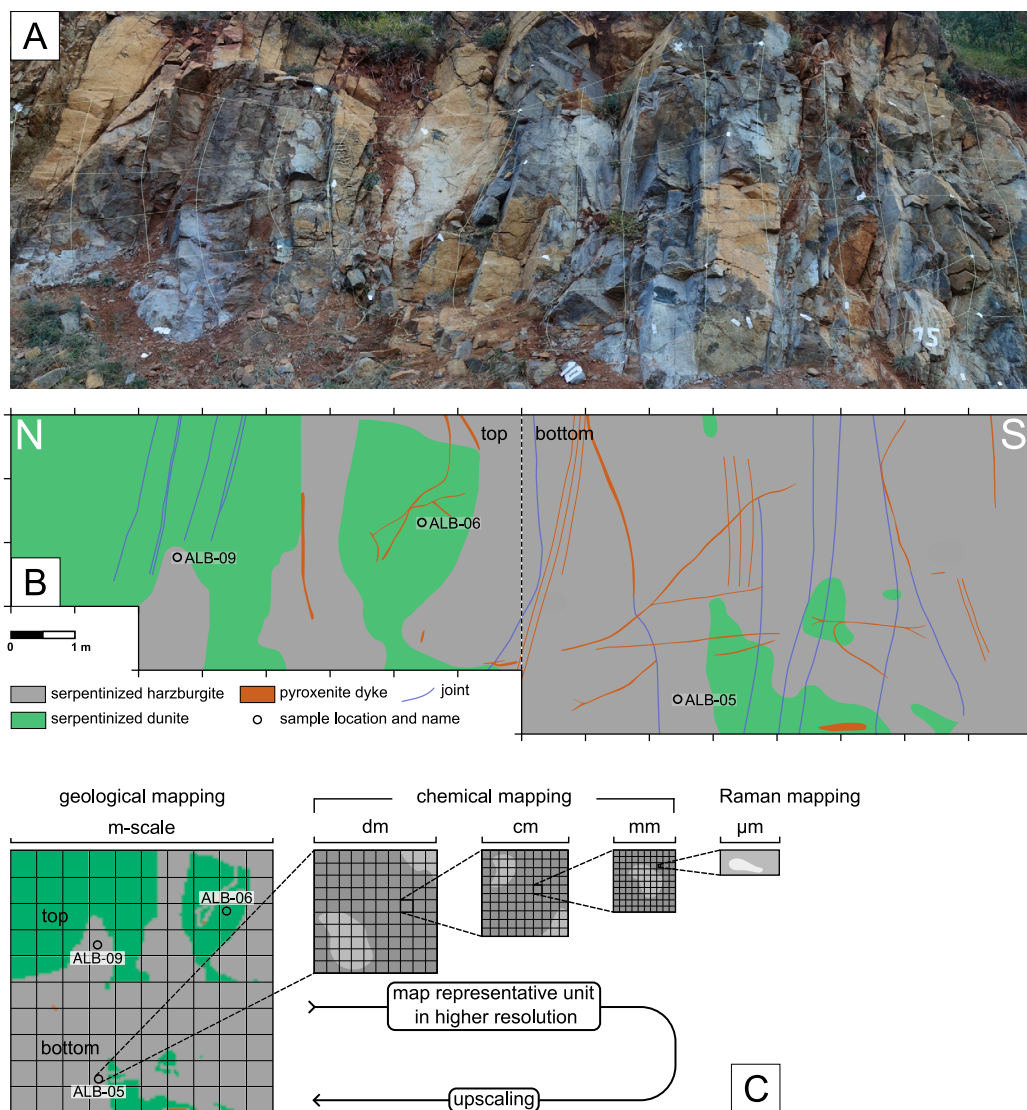 A
15
N
top
bottom
S
ALB-06
ALB-09
B
0 1 m
ALB-05
serpentinized harzburgite
pyroxenite dyke
joint
serpentinized dunite
sample location and name
geological mapping
chemical mapping
Raman mapping
m-scale
dm
cm
mm
µm
ALB-06
top
ALB-09
map representative unit
in higher resolution
bottom
ALB-05
upscaling
C